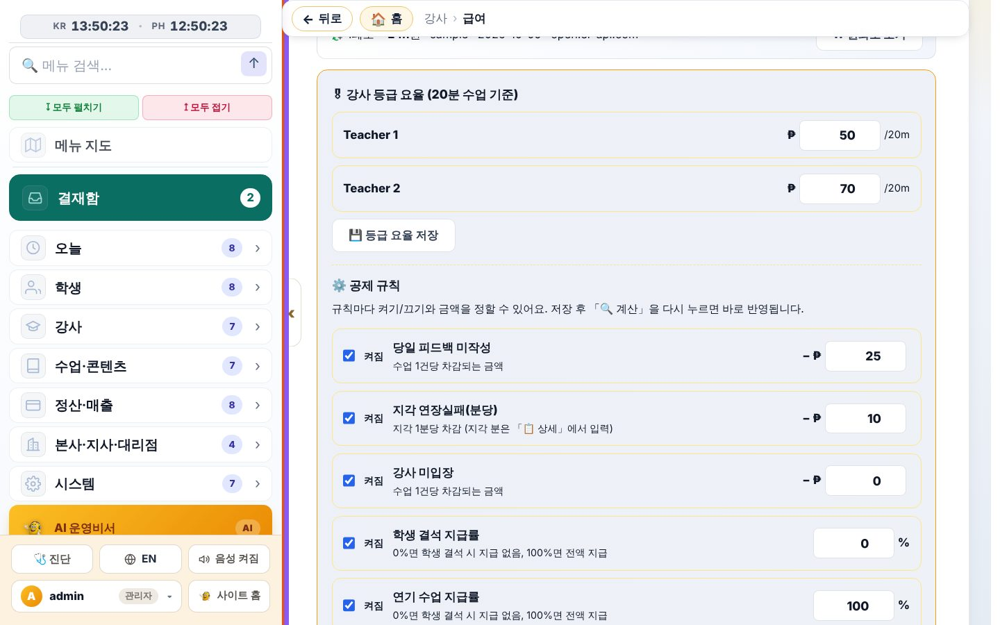 KR 13:50:23 • PH 12:50:23
메뉴 검색...
↑
↧ 모두 펼치기
↥ 모두 접기
메뉴 지도
결재함 2
오늘 8 ›
학생 8 ›
강사 7 ›
수업·콘텐츠 7 ›
정산·매출 8 ›
본사·지사·대리점 4 ›
시스템 7 ›
AI 운영비서 AI
진단
EN
음성 켜짐
A admin 관리자
사이트 홈
← 뒤로
홈
강사 › 급여
강사 등급 요율 (20분 수업 기준)
Teacher 1 ₱ 50 /20m
Teacher 2 ₱ 70 /20m
등급 요율 저장
공제 규칙
규칙마다 켜기/끄기와 금액을 정할 수 있어요. 저장 후 「🔍 계산」을 다시 누르면 바로 반영됩니다.
켜짐 당일 피드백 미작성 − ₱ 25
수업 1건당 차감되는 금액
켜짐 지각 연장실패(분당) − ₱ 10
지각 1분당 차감 (지각 분은 「📋 상세」에서 입력)
켜짐 강사 미입장 − ₱ 0
수업 1건당 차감되는 금액
켜짐 학생 결석 지급률 0 %
0%면 학생 결석 시 지급 없음, 100%면 전액 지급
켜짐 연기 수업 지급률 100 %
0%면 학생 결석 시 지급 없음, 100%면 전액 지급